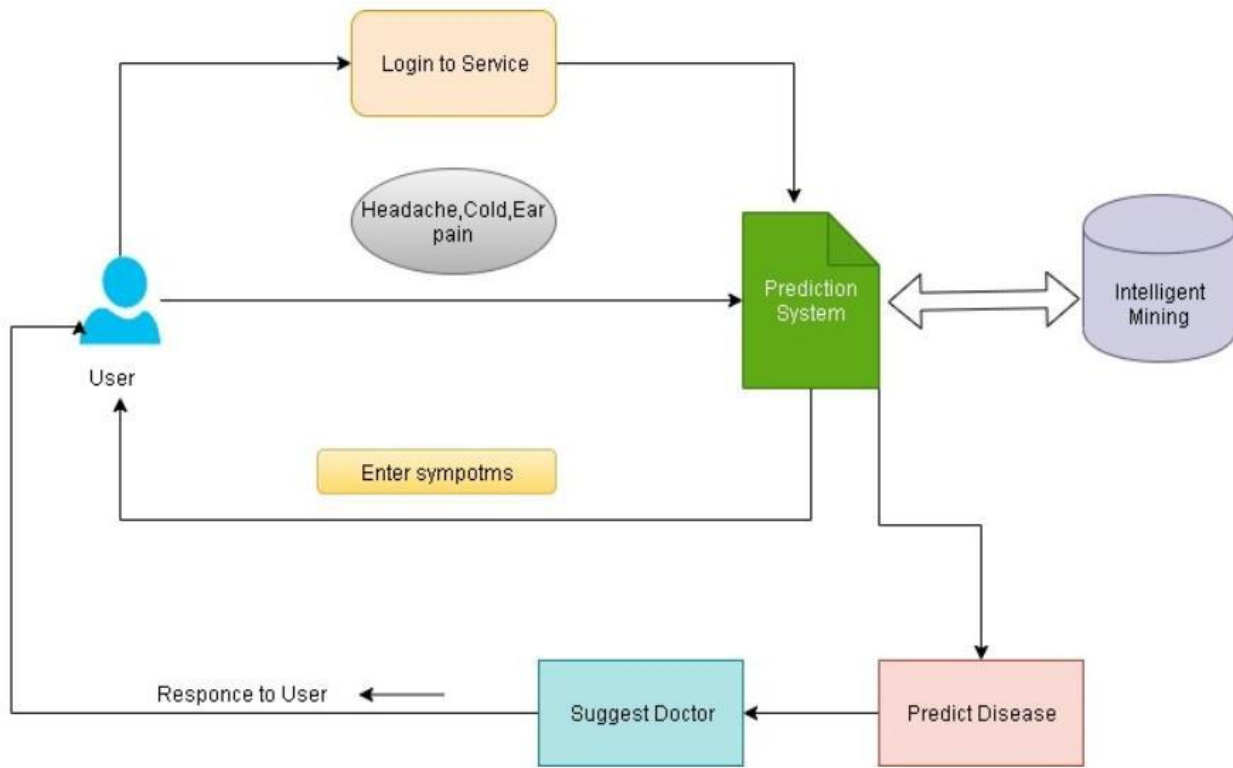 Login to Service
Headache,Cold,Ear
pain
Prediction
System
Intelligent
Mining
User
Enter sympotms
Responce to User
Suggest Doctor
Predict Disease